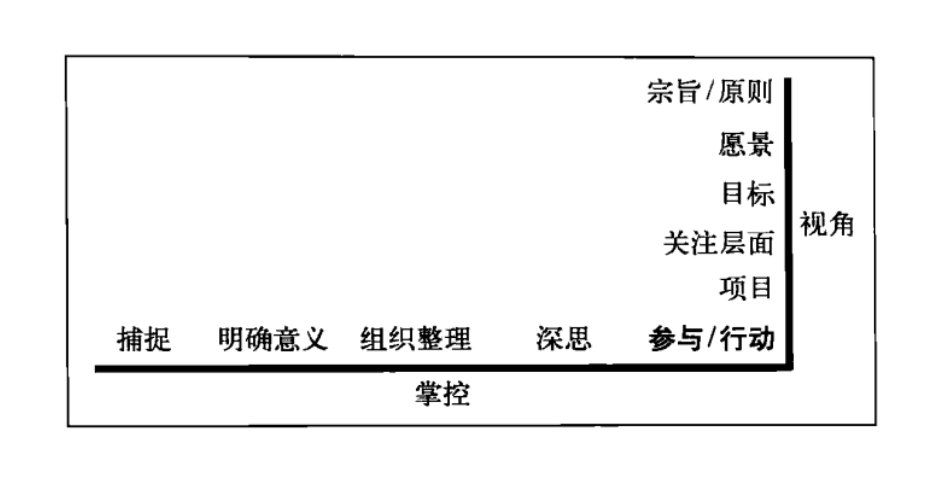 宗旨/原则
愿景
目标
视角
关注层面
项目
捕捉 明确意义 组织整理 深思 参与/行动
掌控